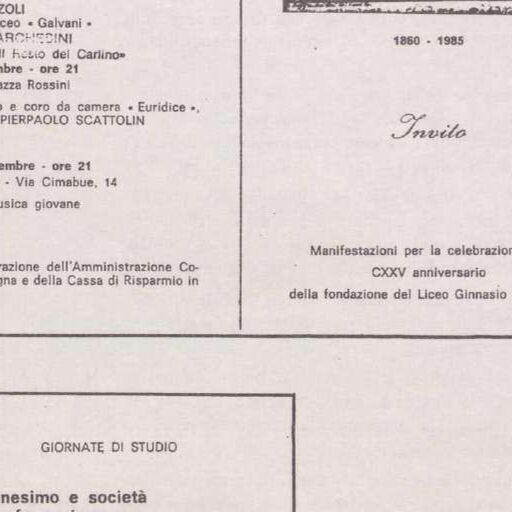 ZOLI
ceo « Galvani »
ARCHEDINI
Il Resto del Carlino»
mbre - ore 21
azza Rossini
o e coro da camera « Euridice »,
PIERPAOLO SCATTOLIN
embre - ore 21
- Via Cimabue, 14
usica giovane
razione dell'Amministrazione Co-
gna e della Cassa di Risparmio in
1860 - 1985
Invito
Manifestazioni per la celebrazion
CXXV anniversario
della fondazione del Liceo Ginnasio
GIORNATE DI STUDIO
nesimo e società